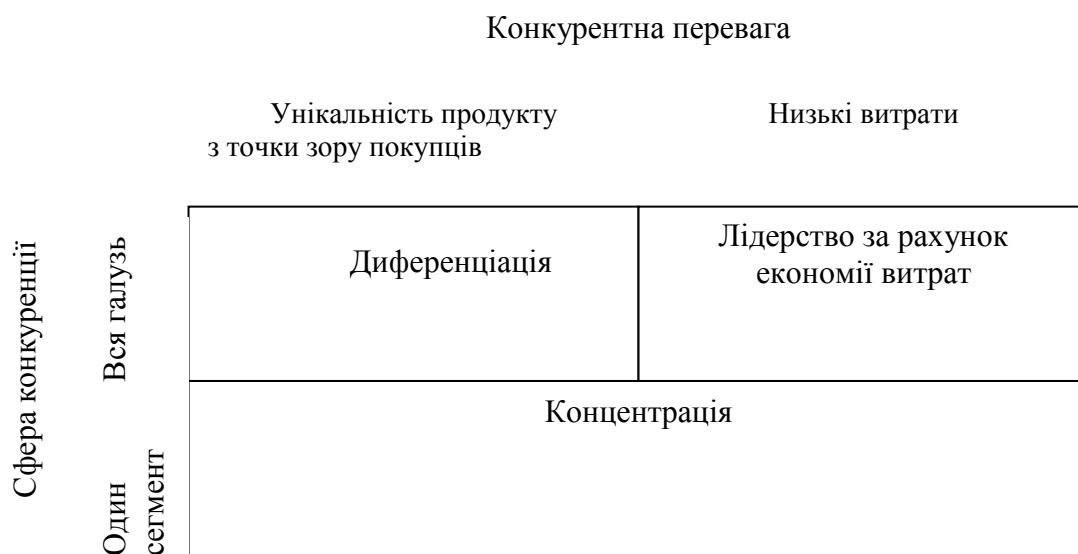 Конкурентна перевага
Унікальність продукту
з точки зору покупців
Низькі витрати
Сфера конкуренції
Вся галузь
Диференціація
Лідерство за рахунок
економії витрат
Один
сегмент
Концентрація